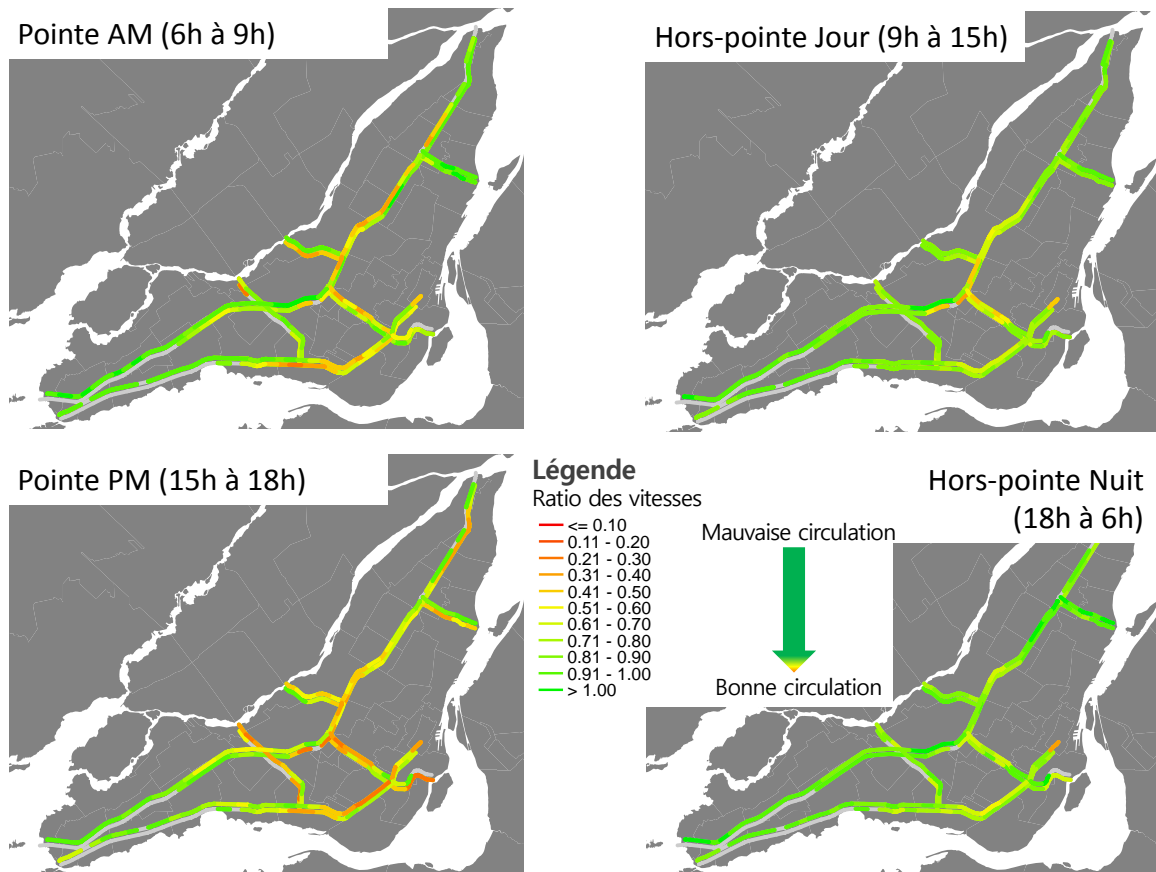 Pointe AM (6h à 9h)
Hors-pointe Jour (9h à 15h)
Pointe PM (15h à 18h)
Légende
Ratio des vitesses
<= 0.10
0.11 - 0.20
0.21 - 0.30
0.31 - 0.40
0.41 - 0.50
0.51 - 0.60
0.61 - 0.70
0.71 - 0.80
0.81 - 0.90
0.91 - 1.00
> 1.00
Mauvaise circulation
Bonne circulation
Hors-pointe Nuit
(18h à 6h)